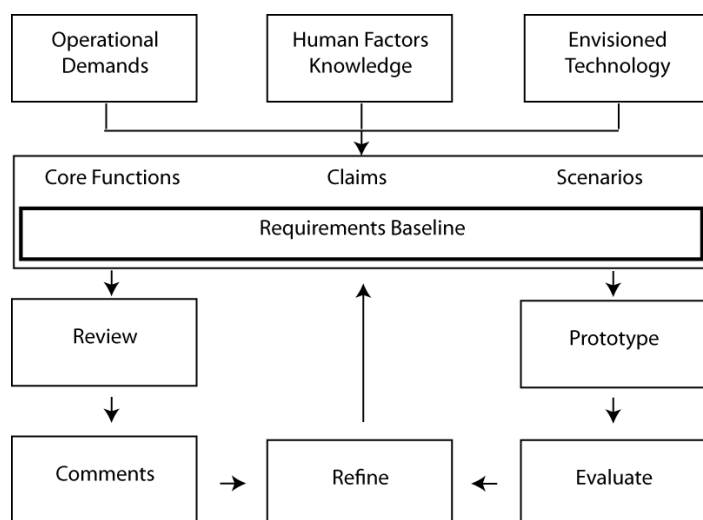 Operational
Demands
Human Factors
Knowledge
Envisioned
Technology
Core Functions
Claims
Scenarios
Requirements Baseline
Review
Prototype
Comments
Refine
Evaluate